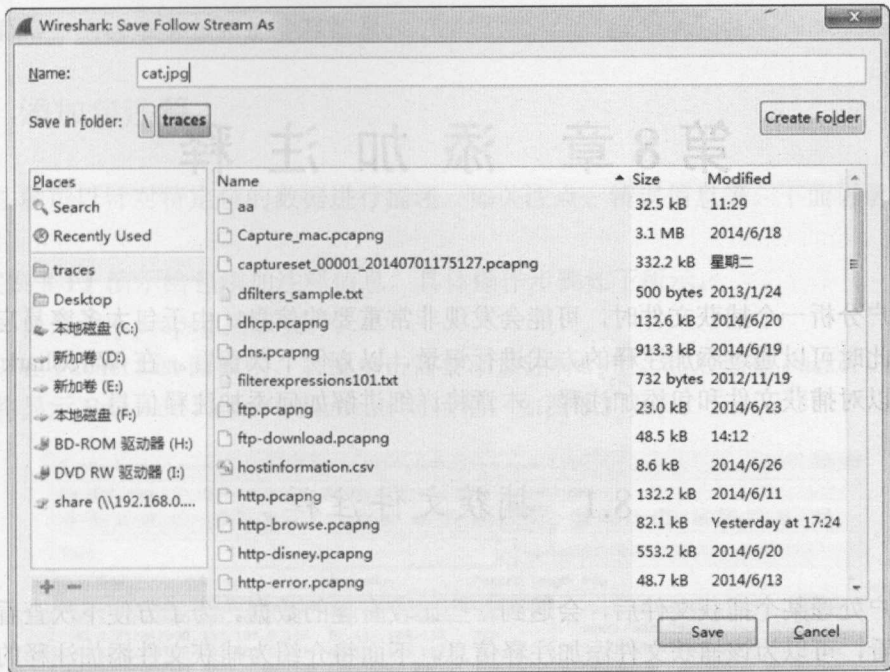 Wireshark: Save Follow Stream As
Name: cat.jpg
Save in folder: \ traces Create Folder
第8章 添加注释
Places
Search
Recently Used
traces
Desktop
本地磁盘 (C:)
新加卷 (D:)
新加卷 (E:)
本地磁盘 (F:)
BD-ROM 驱动器 (H:)
DVD RW 驱动器 (I:)
share (\\192.168.0....
Name Size Modified
aa 32.5 kB 11:29
Capture_mac.pcapng 3.1 MB 2014/6/18
captureset_00001_20140701175127.pcapng 332.2 kB 星期二
dfilters_sample.txt 500 bytes 2013/1/24
dhcp.pcapng 132.6 kB 2014/6/20
dns.pcapng 913.3 kB 2014/6/19
filterexpressions101.txt 732 bytes 2012/11/19
ftp.pcapng 23.0 kB 2014/6/23
ftp-download.pcapng 48.5 kB 14:12
hostinformation.csv 8.6 kB 2014/6/26
http.pcapng 132.2 kB 2014/6/11
http-browse.pcapng 82.1 kB Yesterday at 17:24
http-disney.pcapng 553.2 kB 2014/6/20
http-error.pcapng 48.7 kB 2014/6/13
8.1 捕获文件注释
Save Cancel